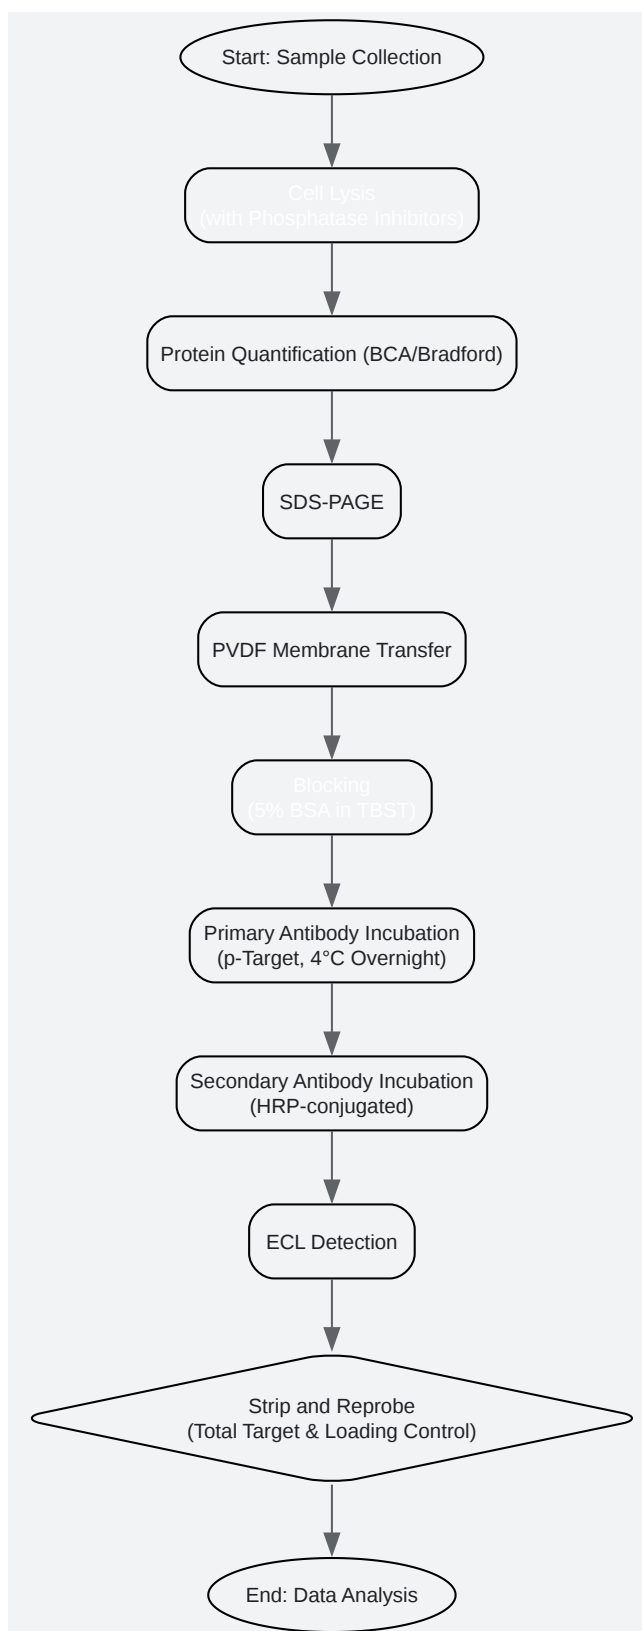 Start: Sample Collection
Cell Lysis
(with Phosphatase Inhibitors)
Protein Quantification (BCA/Bradford)
SDS-PAGE
PVDF Membrane Transfer
Blocking
(5% BSA in TBST)
Primary Antibody Incubation
(p-Target, 4°C Overnight)
Secondary Antibody Incubation
(HRP-conjugated)
ECL Detection
Strip and Reprobe
(Total Target & Loading Control)
End: Data Analysis